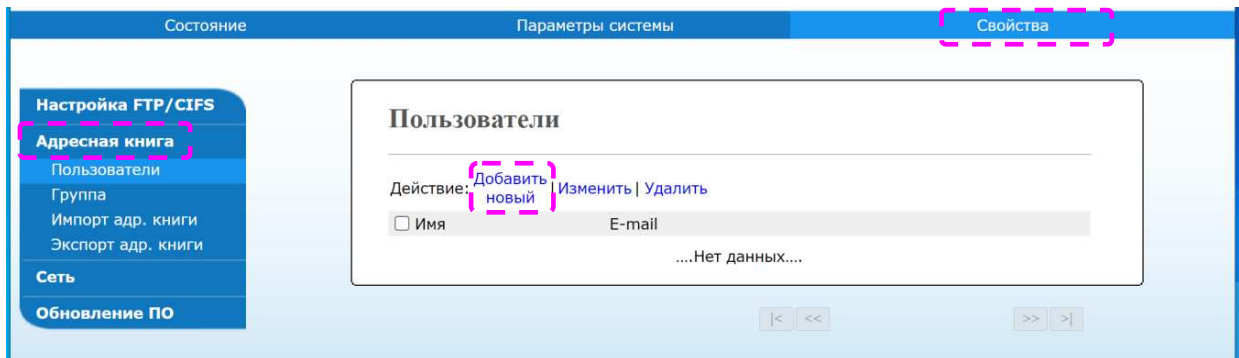 Состояние Параметры системы Свойства
Настройка FTP/CIFS
Адресная книга
Пользователи
Группа
Импорт адр. книги
Экспорт адр. книги
Сеть
Обновление ПО
Пользователи
Действие: Добавить новый | Изменить | Удалить
Имя E-mail
....Нет данных....
|< << >> >|